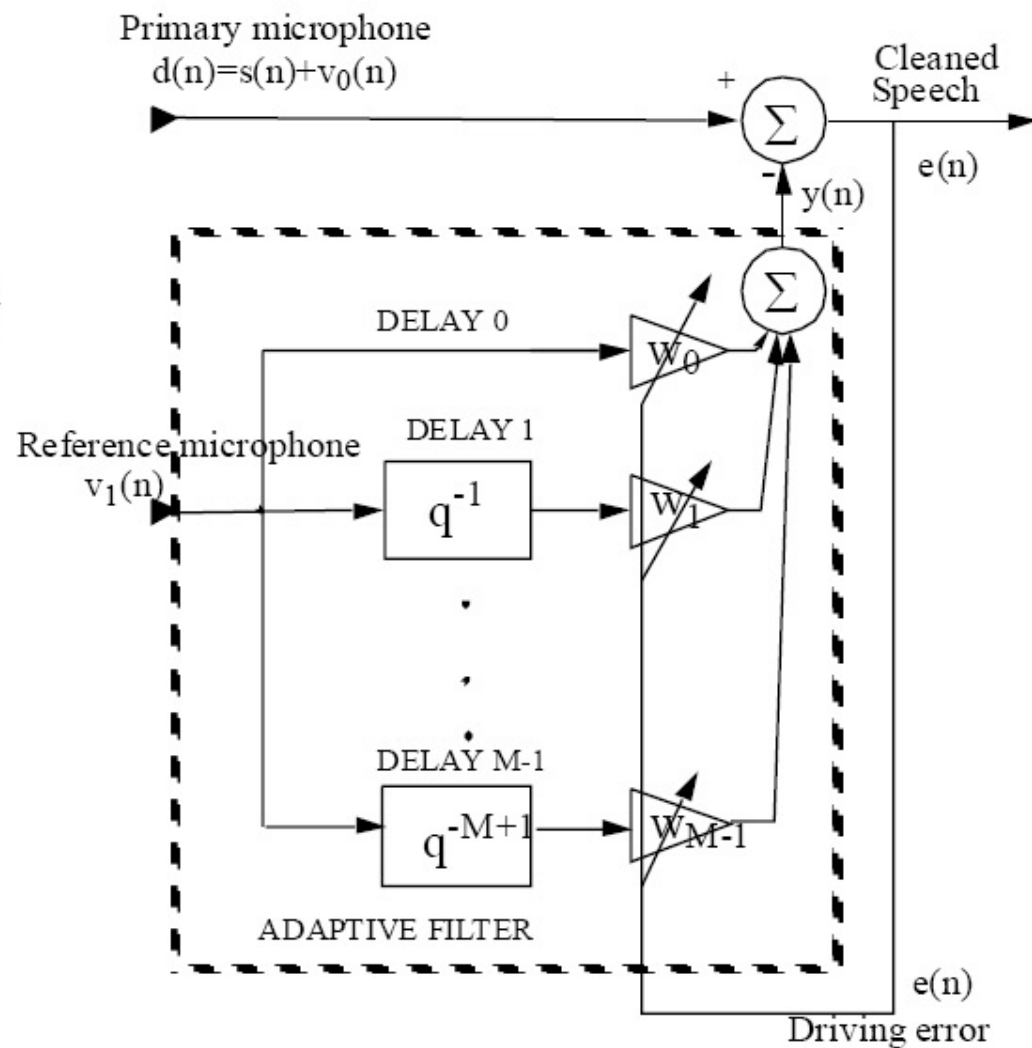 Primary microphone
d(n)=s(n)+v₀(n)
+
Σ
Cleaned
Speech
e(n)
-
y(n)
Σ
DELAY 0
w₀
Reference microphone
v₁(n)
DELAY 1
q⁻¹
w₁
DELAY M-1
q⁻ᴹ⁺¹
w_M-1
ADAPTIVE FILTER
e(n)
Driving error